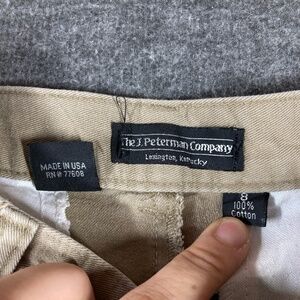 The J. Peterman Company
Lexington, Kentucky
MADE IN USA
RN# 77608
8
100%
Cotton